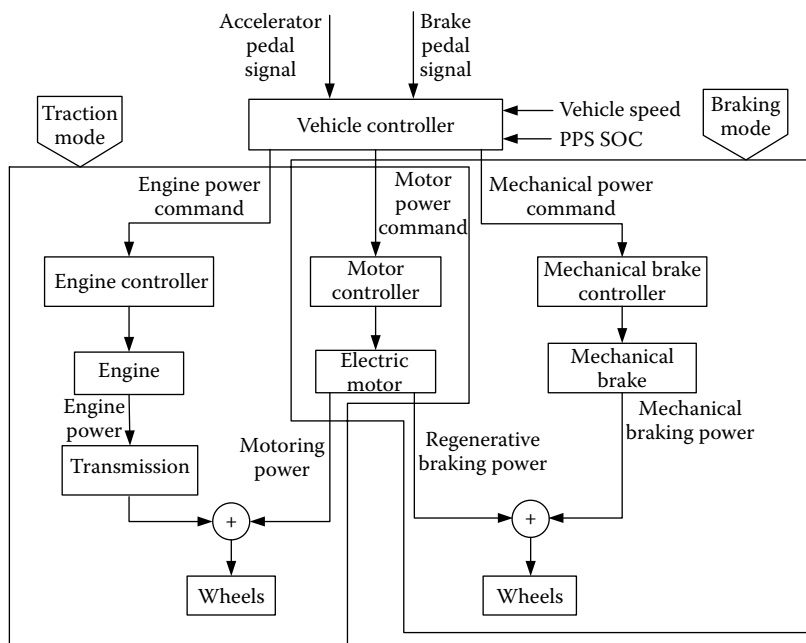 Accelerator
pedal
signal
Brake
pedal
signal
Traction
mode
Vehicle controller
Vehicle speed
PPS SOC
Braking
mode
Engine power
command
Motor
power
command
Mechanical power
command
Engine controller
Motor
controller
Mechanical brake
controller
Engine
Electric
motor
Mechanical
brake
Engine
power
Transmission
Motoring
power
Regenerative
braking power
Mechanical
braking power
+
+
Wheels
Wheels